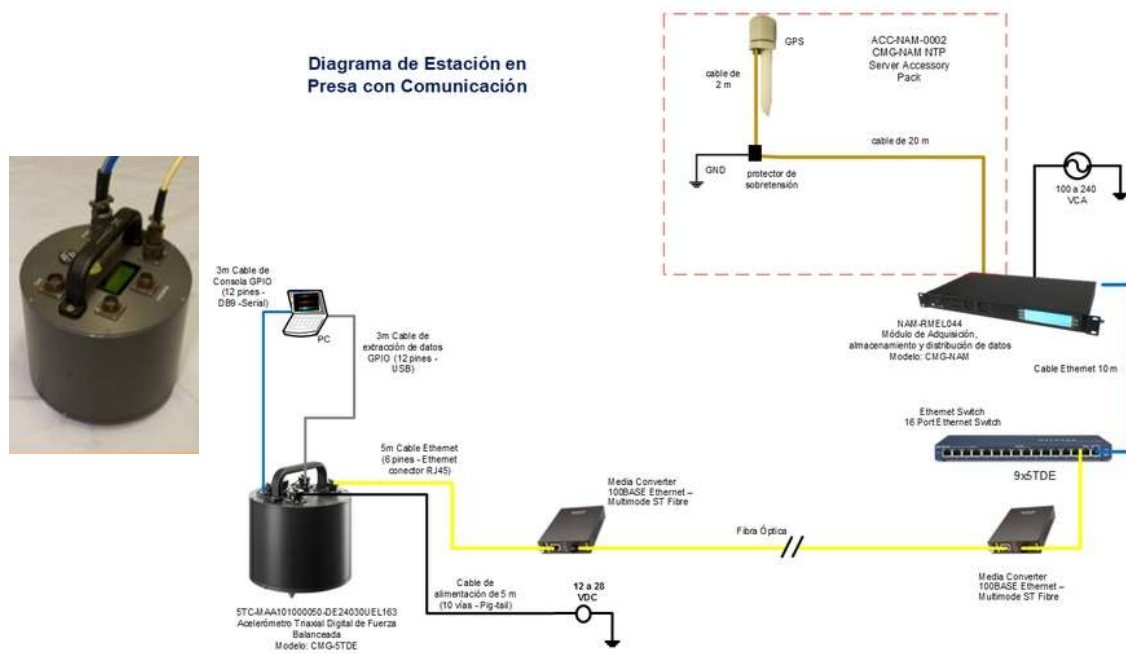 Diagrama de Estación en
Presa con Comunicación
GPS
ACC-NAM-0002
CMG-NAM NTP
Server Accessory
Pack
cable de
2 m
cable de 20 m
GND
protector de
sobretensión
100 a 240
VCA
3m Cable de
Consola GPIO
(12 pines -
DB9 -Serial)
PC
3m Cable de
extracción de datos
GPIO (12 pines -
USB)
NAM-RMEL044
Módulo de Adquisición,
almacenamiento y distribución de datos
Modelo: CMG-NAM
Cable Ethernet 10 m
Ethernet Switch
16 Port Ethernet Switch
9x5TDE
5m Cable Ethernet
(6 pines - Ethernet
conector RJ45)
Media Converter
100BASE Ethernet –
Multimode ST Fibre
Fibra Óptica
Media Converter
100BASE Ethernet –
Multimode ST Fibre
Cable de
alimentación de 5 m
(10 vías - Pig-tail)
12 a 28
VDC
5TC-MAA101000050-DE24030UEL163
Acelerómetro Triaxial Digital de Fuerza
Balanceada
Modelo: CMG-5TDE